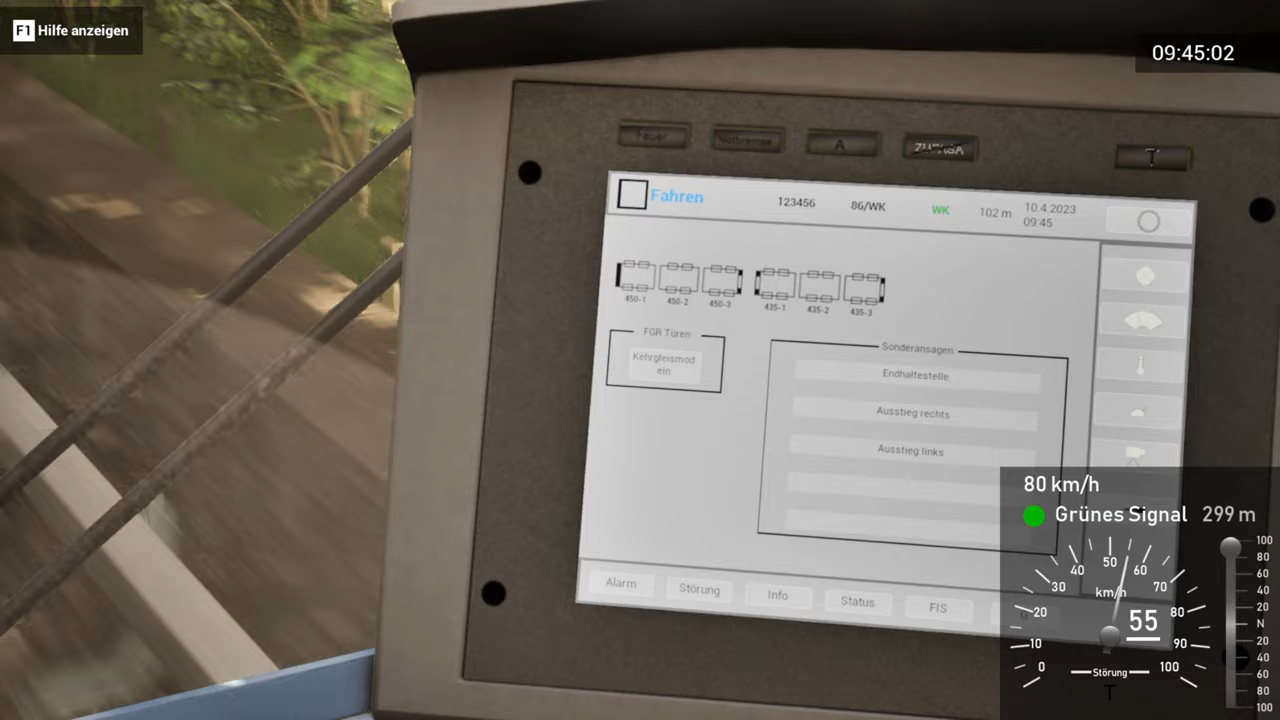 F1 Hilfe anzeigen
09:45:02
Feuer
Notbremse
A
T
Fahren
123456
86/WK
WK
102 m
10.4.2023
09:45
450-1
450-2
450-3
435-1
435-2
435-3
FGR Türen
Kehrgleismod
ein
Sonderansagen
Endhaltestelle
Ausstieg rechts
Ausstieg links
Alarm
Störung
Info
Status
FIS
80 km/h
Grünes Signal 299 m
0
10
20
30
40
50
60
70
80
90
100
km/h
55
Störung
T
100
80
60
40
20
N
20
40
60
80
100